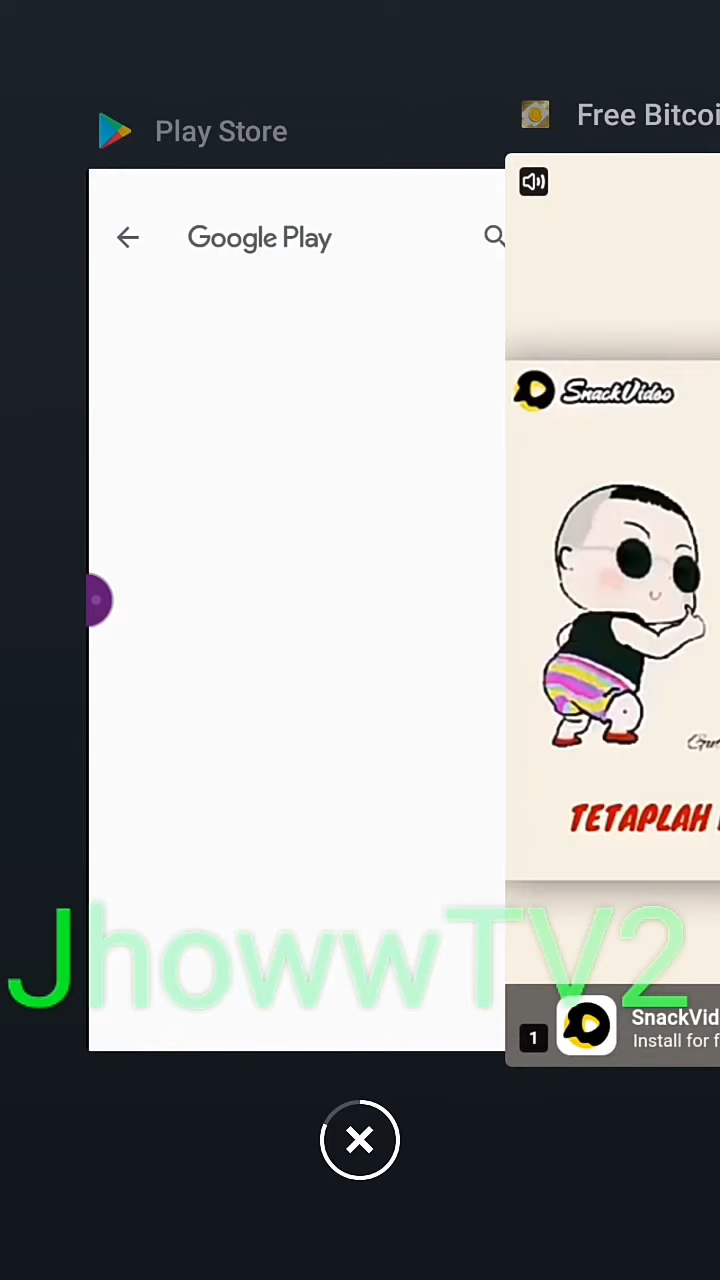 Play Store
Free Bitcoi
Google Play
SnackVideo
TETAPLAH
JhowwTV2
SnackVid
1
Install for f